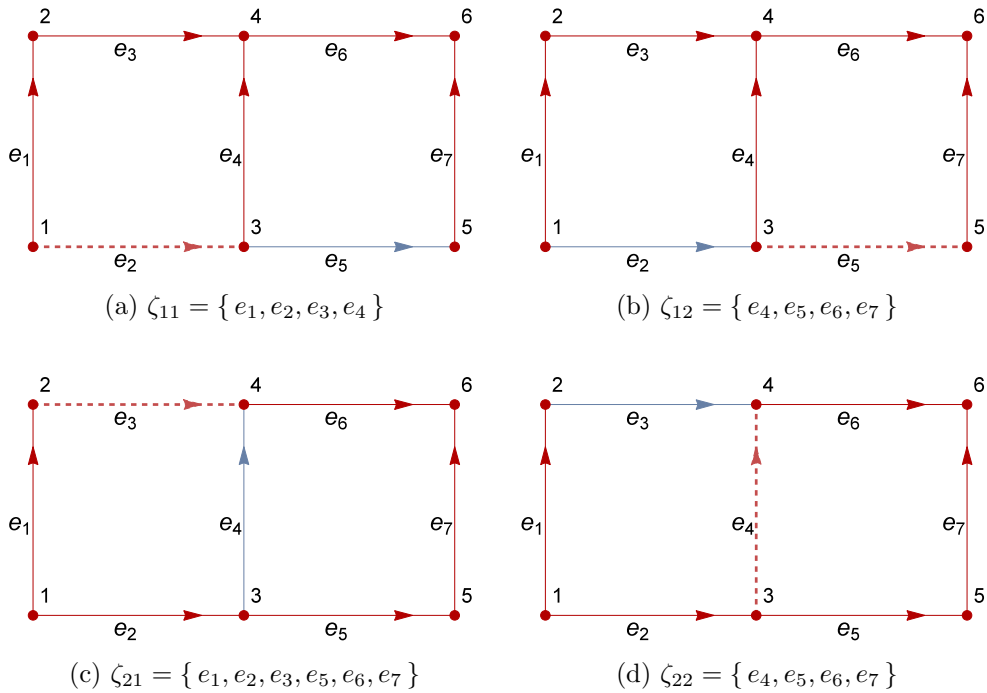 2 4 6 2 4 6
e3 e6 e3 e6
e1 e4 e7 e1 e4 e7
1 3 5 1 3 5
e2 e5 e2 e5
(a) ζ₁₁ = { e₁, e₂, e₃, e₄ } (b) ζ₁₂ = { e₄, e₅, e₆, e₇ }
2 4 6 2 4 6
e3 e6 e3 e6
e1 e4 e7 e1 e4 e7
1 3 5 1 3 5
e2 e5 e2 e5
(c) ζ₂₁ = { e₁, e₂, e₃, e₅, e₆, e₇ } (d) ζ₂₂ = { e₄, e₅, e₆, e₇ }